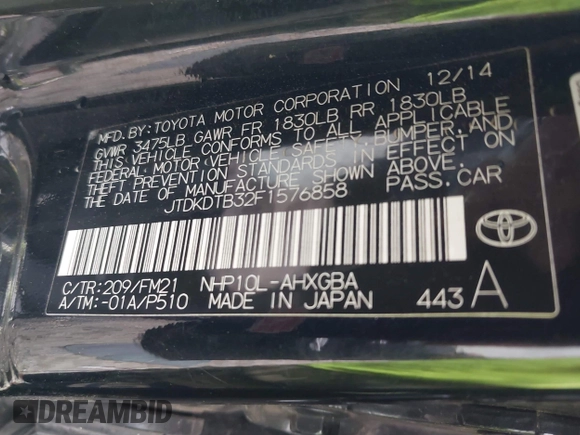 MFD. BY: TOYOTA MOTOR CORPORATION 12/14
GVWR 3475LB GAWR FR 1830LB RR 1830LB
THIS VEHICLE CONFORMS TO ALL APPLICABLE
FEDERAL MOTOR VEHICLE SAFETY, BUMPER, AND
THEFT PREVENTION STANDARDS IN EFFECT ON
THE DATE OF MANUFACTURE SHOWN ABOVE.
JTDKDTB32F1576858 PASS. CAR
C/TR: 209/FM21 NHP10L-AHXGBA
A/TM: -01A/P510 MADE IN JAPAN 443 A
DREAMBID